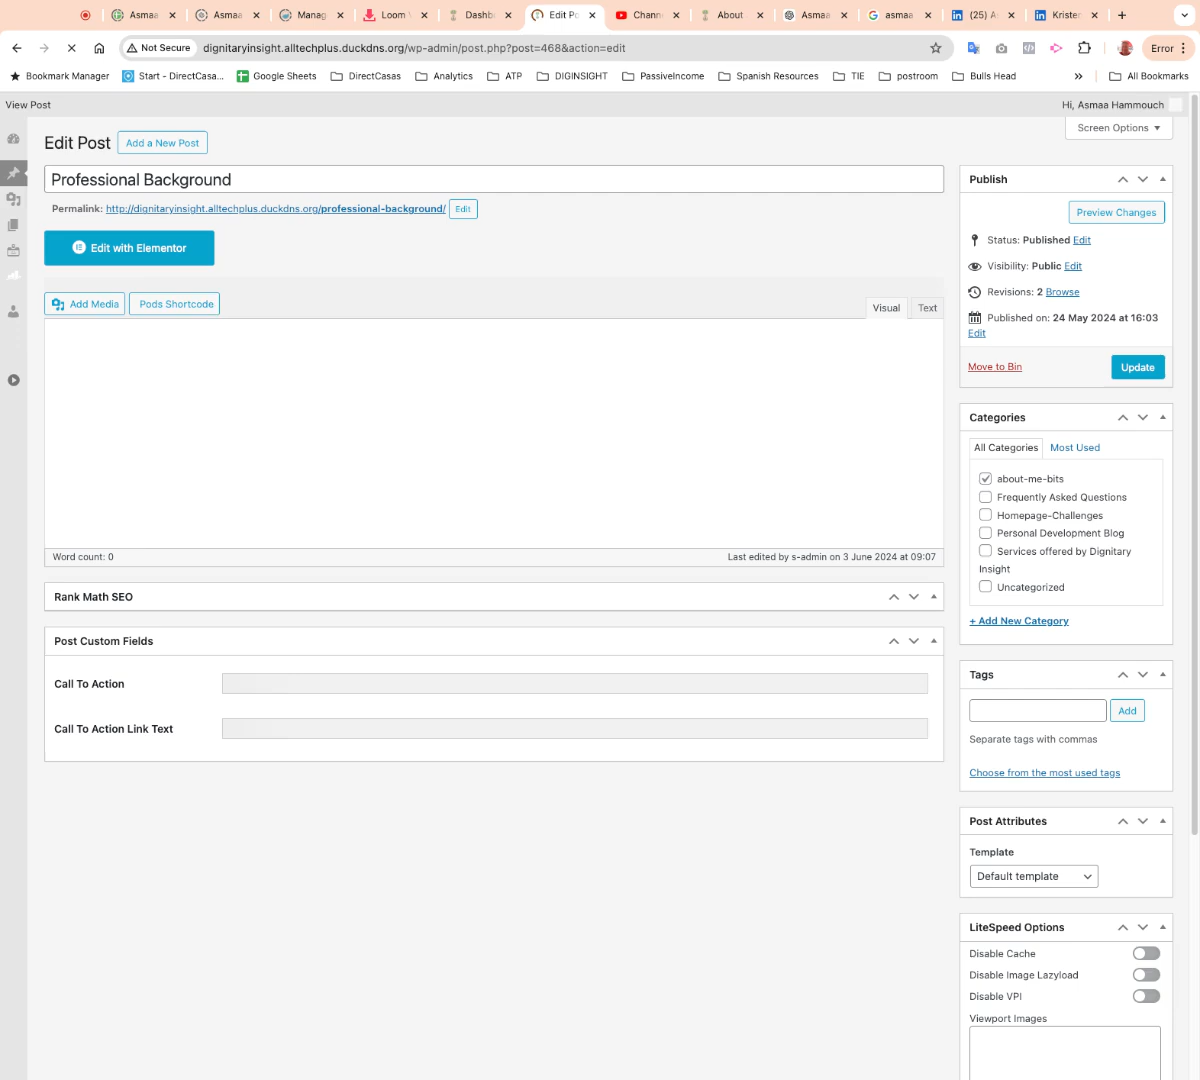 Asmaa
Asmaa
Manag
Loom V
Dashb
Edit Po
Chann
About
Asmaa
asmaa
(25) A
Krister
Not Secure
dignitaryinsight.alltechplus.duckdns.org/wp-admin/post.php?post=468&action=edit
Error
Bookmark Manager
Start - DirectCasa...
Google Sheets
DirectCasas
Analytics
ATP
DIGINSIGHT
PassiveIncome
Spanish Resources
TIE
postroom
Bulls Head
»
All Bookmarks
View Post
Hi, Asmaa Hammouch
Screen Options
Edit Post
Add a New Post
Professional Background
Permalink: http://dignitaryinsight.alltechplus.duckdns.org/professional-background/ Edit
Edit with Elementor
Add Media
Pods Shortcode
Visual
Text
Word count: 0
Last edited by s-admin on 3 June 2024 at 09:07
Rank Math SEO
Post Custom Fields
Call To Action
Call To Action Link Text
Publish
Preview Changes
Status: Published Edit
Visibility: Public Edit
Revisions: 2 Browse
Published on: 24 May 2024 at 16:03
Edit
Move to Bin
Update
Categories
All Categories
Most Used
about-me-bits
Frequently Asked Questions
Homepage-Challenges
Personal Development Blog
Services offered by Dignitary
Insight
Uncategorized
+ Add New Category
Tags
Add
Separate tags with commas
Choose from the most used tags
Post Attributes
Template
Default template
LiteSpeed Options
Disable Cache
Disable Image Lazyload
Disable VPI
Viewport Images